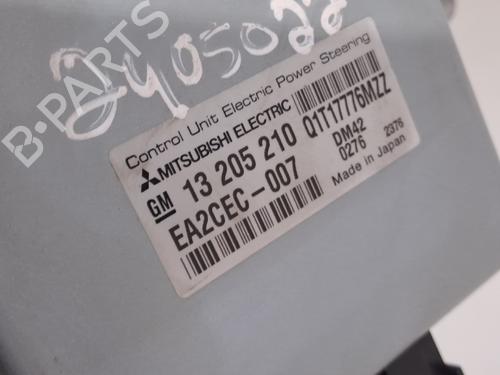 B-PARTS
2405022
Control Unit Electric Power Steering
MITSUBISHI ELECTRIC Q1T17776MZZ
GM 13 205 210 DM42
EA2CEC-007 0276 2376
Made in Japan